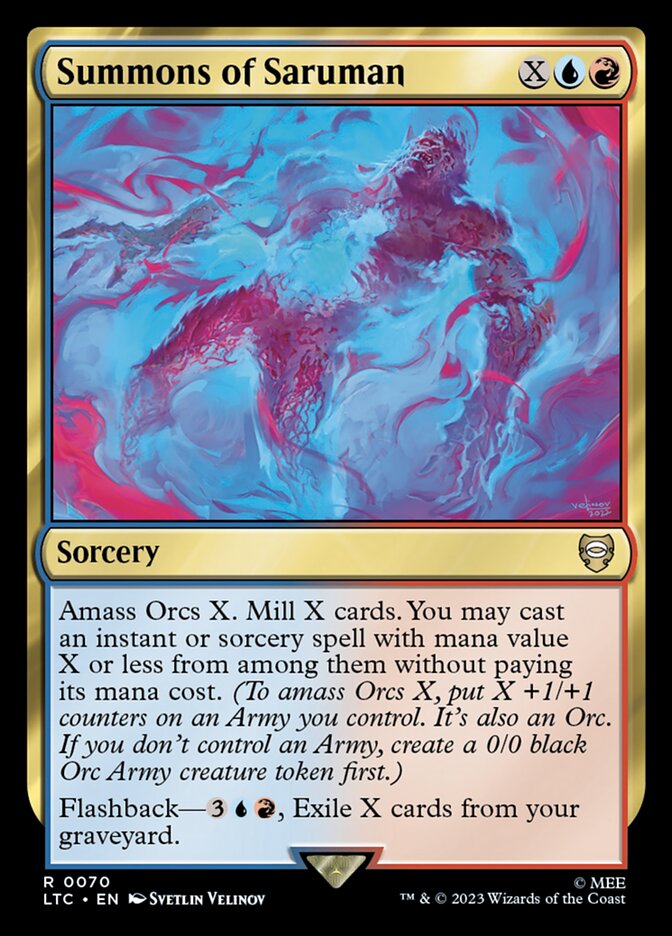 Summons of Saruman X
velinov
2022
Sorcery
Amass Orcs X. Mill X cards. You may cast
an instant or sorcery spell with mana value
X or less from among them without paying
its mana cost. (To amass Orcs X, put X +1/+1
counters on an Army you control. It's also an Orc.
If you don't control an Army, create a 0/0 black
Orc Army creature token first.)
Flashback—3, Exile X cards from your
graveyard.
R 0070
LTC • EN Svetlin Velinov
© MEE
™ & © 2023 Wizards of the Coast